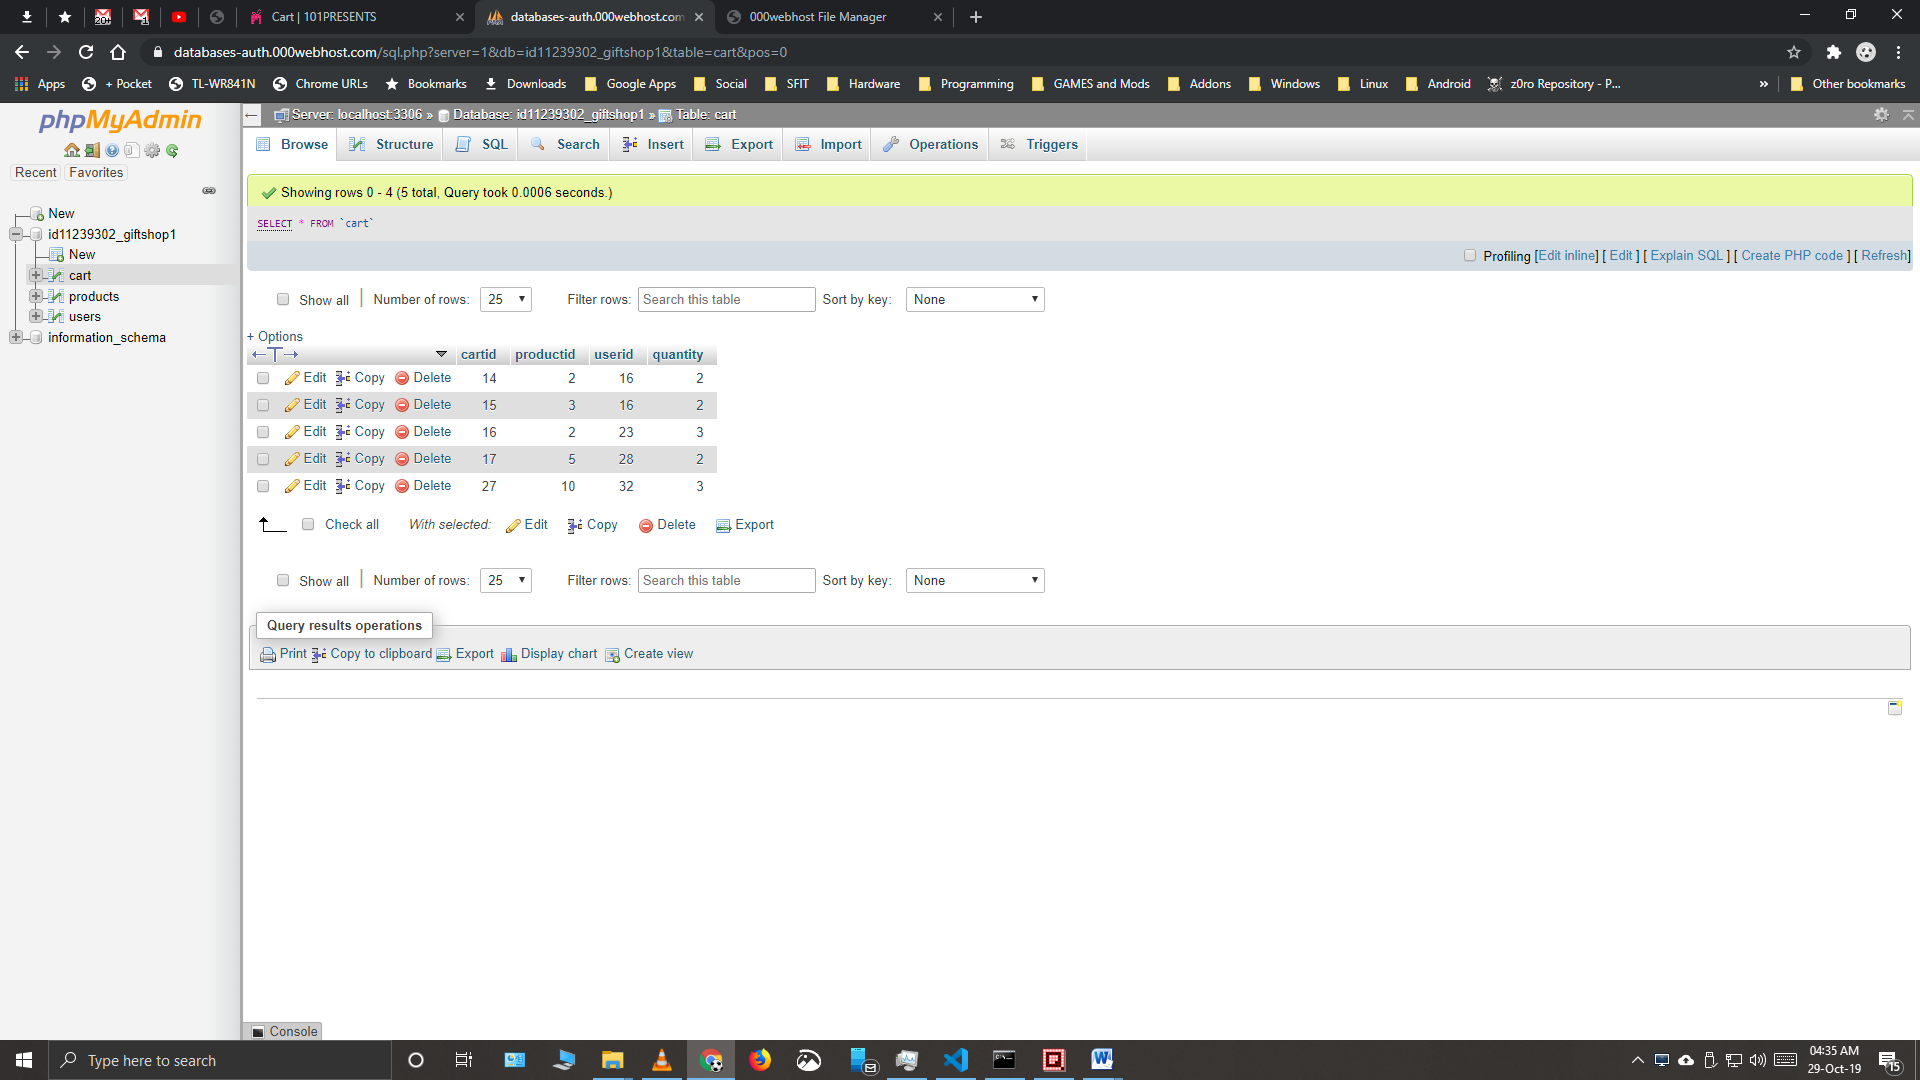 Cart | 101PRESENTS
databases-auth.000webhost.com
000webhost File Manager
databases-auth.000webhost.com/sql.php?server=1&db=id11239302_giftshop1&table=cart&pos=0
Apps + Pocket TL-WR841N Chrome URLs Bookmarks Downloads Google Apps Social SFIT Hardware Programming GAMES and Mods Addons Windows Linux Android z0ro Repository - P... » Other bookmarks
phpMyAdmin
Recent Favorites
New
id11239302_giftshop1
New
cart
products
users
information_schema
Server: localhost:3306 » Database: id11239302_giftshop1 » Table: cart
Browse Structure SQL Search Insert Export Import Operations Triggers
Showing rows 0 - 4 (5 total, Query took 0.0006 seconds.)
SELECT * FROM `cart`
Profiling [Edit inline] [ Edit ] [ Explain SQL ] [ Create PHP code ] [ Refresh]
Show all Number of rows: 25 Filter rows: Search this table Sort by key: None
+ Options
cartid productid userid quantity
Edit Copy Delete 14 2 16 2
Edit Copy Delete 15 3 16 2
Edit Copy Delete 16 2 23 3
Edit Copy Delete 17 5 28 2
Edit Copy Delete 27 10 32 3
Check all With selected: Edit Copy Delete Export
Show all Number of rows: 25 Filter rows: Search this table Sort by key: None
Query results operations
Print Copy to clipboard Export Display chart Create view
Console
Type here to search
04:35 AM
29-Oct-19
15